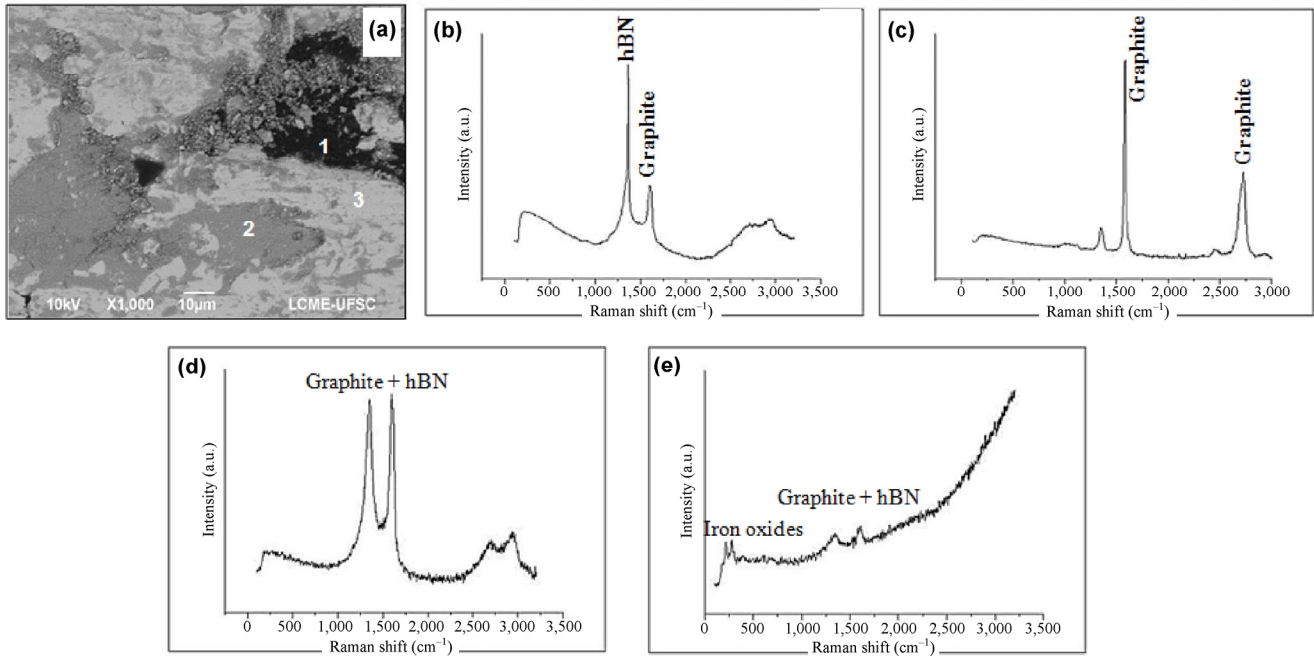 (a)
1
2
3
10kV X1,000 10μm LCME-UFSC
(b)
hBN
Graphite
Intensity (a.u.)
0 500 1,000 1,500 2,000 2,500 3,000 3,500
Raman shift (cm⁻¹)
(c)
Graphite
Graphite
Intensity (a.u.)
0 500 1,000 1,500 2,000 2,500 3,000
Raman shift (cm⁻¹)
(d)
Graphite + hBN
Intensity (a.u.)
0 500 1,000 1,500 2,000 2,500 3,000 3,500
Raman shift (cm⁻¹)
(e)
Graphite + hBN
Iron oxides
Intensity (a.u.)
0 500 1,000 1,500 2,000 2,500 3,000 3,500
Raman shift (cm⁻¹)